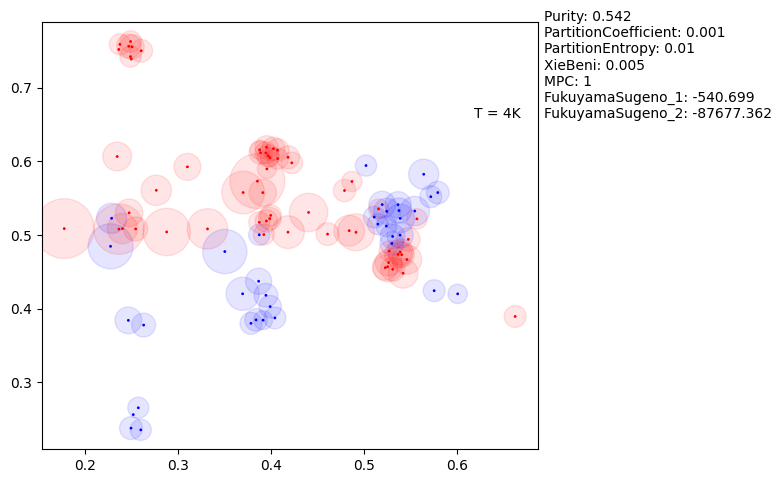 Purity: 0.542
PartitionCoefficient: 0.001
PartitionEntropy: 0.01
XieBeni: 0.005
MPC: 1
FukuyamaSugeno_1: -540.699
FukuyamaSugeno_2: -87677.362
T = 4K
0.7
0.6
0.5
0.4
0.3
0.2 0.3 0.4 0.5 0.6